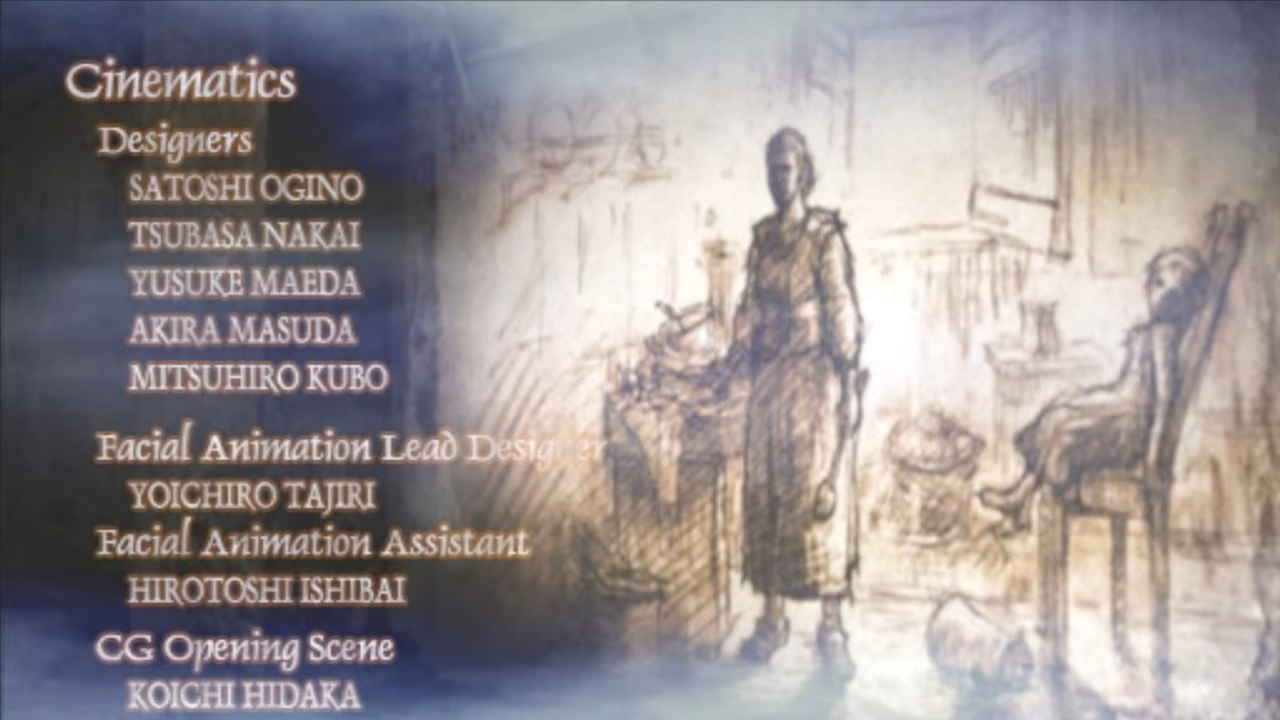 Cinematics
Designers
SATOSHI OGINO
TSUBASA NAKAI
YUSUKE MAEDA
AKIRA MASUDA
MITSUHIRO KUBO
Facial Animation Lead Designer
YOICHIRO TAJIRI
Facial Animation Assistant
HIROTOSHI ISHIBAI
CG Opening Scene
KOICHI HIDAKA